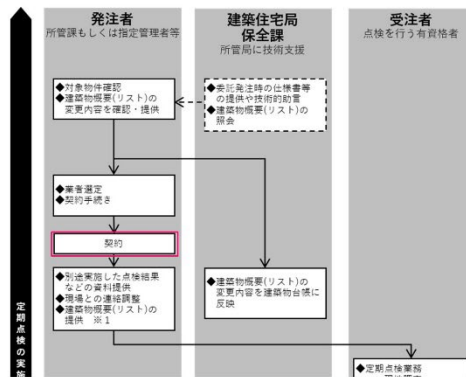 発注者
所管課もしくは指定管理者等
建築住宅局
保全課
所管局に技術支援
受注者
点検を行う有資格者
◆対象物件確認
◆建築物概要(リスト)の
変更内容を確認・提供
◆委託発注時の仕様書等
の提供や技術的助言
◆建築物概要(リスト)の
照会
◆業者選定
◆契約手続き
契約
◆別途実施した点検結果
などの資料提供
◆現場との連絡調整
◆建築物概要(リスト)の
提供 ※1
◆建築物概要(リスト)の
変更内容を建築物台帳に
反映
定期点検の実施
◆定期点検業務